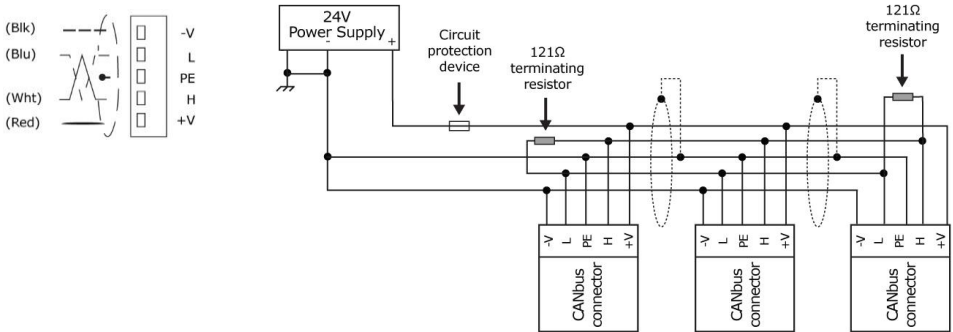 (Blk)
-V
(Blu)
L
PE
(Wht)
H
(Red)
+V
24V
Power Supply
-
+
Circuit
protection
device
121Ω
terminating
resistor
121Ω
terminating
resistor
-V
L
PE
H
+V
CANbus
connector
-V
L
PE
H
+V
CANbus
connector
-V
L
PE
H
+V
CANbus
connector